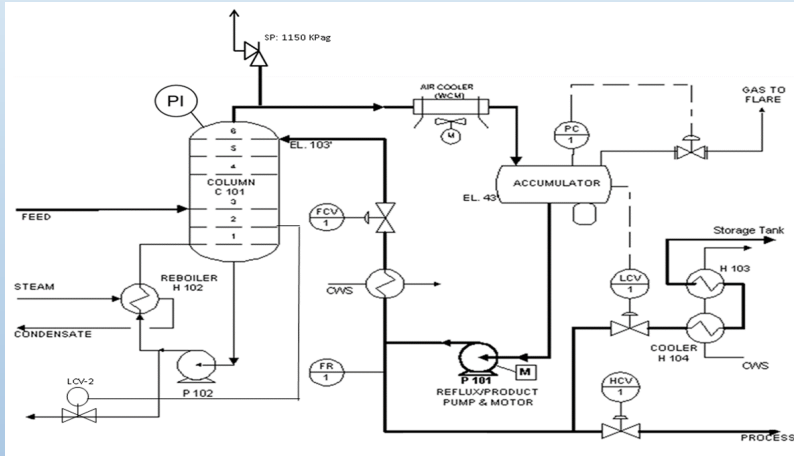 SP: 1150 KPag
PI
AIR COOLER
(WCM)
M
GAS TO
FLARE
PC
1
6
5
4
EL. 103'
COLUMN
C 101
3
2
1
FEED
ACCUMULATOR
EL. 43'
FCV
1
Storage Tank
H 103
REBOILER
H 102
STEAM
CONDENSATE
CWS
LCV
1
COOLER
H 104
CWS
FR
1
P 101
M
REFLUX/PRODUCT
PUMP & MOTOR
P 102
LCV-2
HCV
1
PROCESS